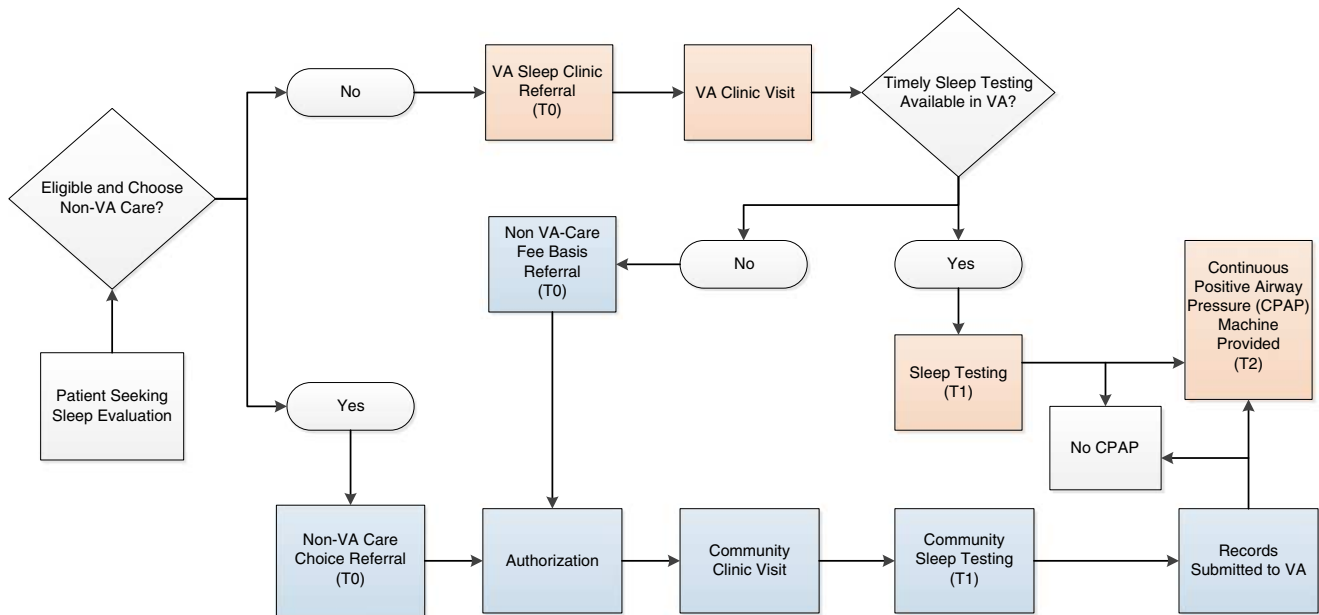 No
VA Sleep Clinic
Referral
(T0)
VA Clinic Visit
Timely Sleep Testing
Available in VA?
Eligible and Choose
Non-VA Care?
Non VA-Care
Fee Basis
Referral
(T0)
No
Yes
Continuous
Positive Airway
Pressure (CPAP)
Machine
Provided
(T2)
Patient Seeking
Sleep Evaluation
Yes
Sleep Testing
(T1)
No CPAP
Non-VA Care
Choice Referral
(T0)
Authorization
Community
Clinic Visit
Community
Sleep Testing
(T1)
Records
Submitted to VA